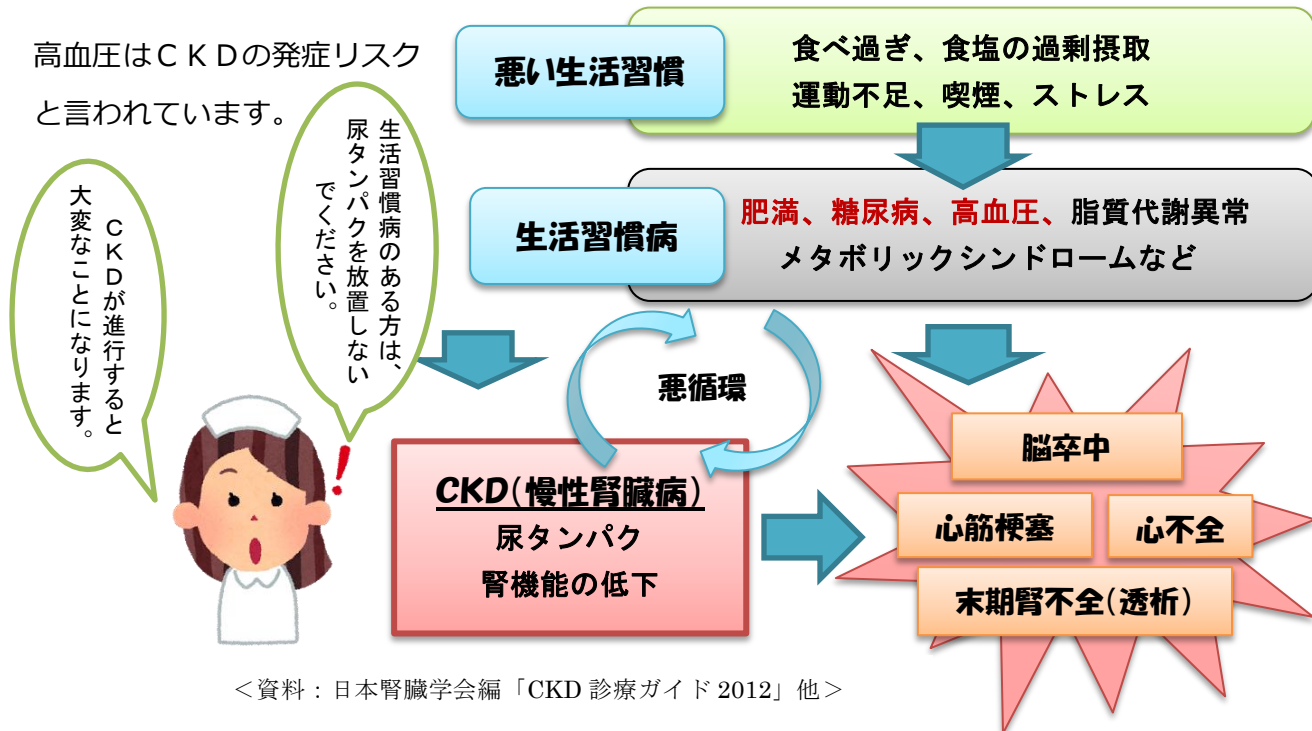 高血圧はＣＫＤの発症リスク
と言われています。
悪い生活習慣
食べ過ぎ、食塩の過剰摂取
運動不足、喫煙、ストレス
生活習慣病
肥満、糖尿病、高血圧、脂質代謝異常
メタボリックシンドロームなど
生活習慣病のある方は、
尿タンパクを放置しない
でください。
ＣＫＤが進行すると
大変なことになります。
悪循環
CKD(慢性腎臓病)
尿タンパク
腎機能の低下
脳卒中
心筋梗塞
心不全
末期腎不全(透析)
＜資料：日本腎臓学会編「CKD 診療ガイド 2012」他＞